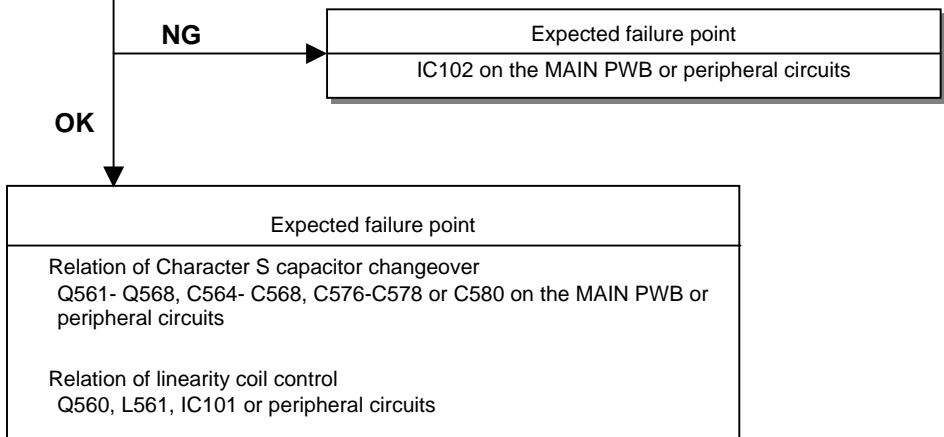 NG
Expected failure point
IC102 on the MAIN PWB or peripheral circuits
OK
Expected failure point
Relation of Character S capacitor changeover
Q561- Q568, C564- C568, C576-C578 or C580 on the MAIN PWB or
peripheral circuits
Relation of linearity coil control
Q560, L561, IC101 or peripheral circuits